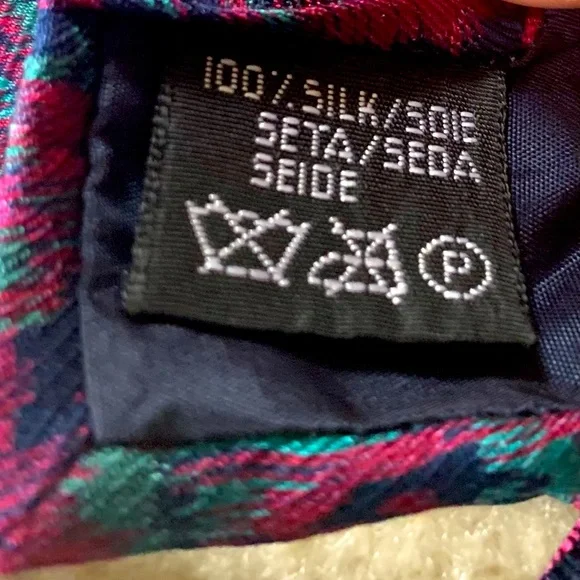 100% SILK/SOIE
SETA/SEDA
SEIDE
P